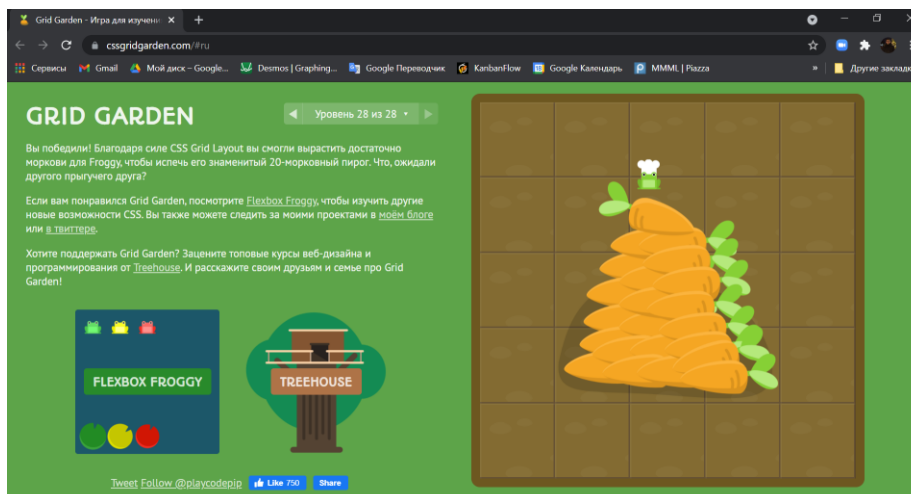 Grid Garden - Игра для изучени
cssgridgarden.com/#ru
Сервисы Gmail Мой диск – Google... Desmos | Graphing... Google Переводчик KanbanFlow Google Календарь MMML | Piazza » Другие закладк
GRID GARDEN
Уровень 28 из 28
Вы победили! Благодаря силе CSS Grid Layout вы смогли вырастить достаточно
моркови для Froggy, чтобы испечь его знаменитый 20-морковный пирог. Что, ожидали
другого прыгучего друга?
Если вам понравился Grid Garden, посмотрите Flexbox Froggy, чтобы изучить другие
новые возможности CSS. Вы также можете следить за моими проектами в моём блоге
или в твиттере.
Хотите поддержать Grid Garden? Зацените топовые курсы веб-дизайна и
программирования от Treehouse. И расскажите своим друзьям и семье про Grid
Garden!
FLEXBOX FROGGY
TREEHOUSE
Tweet Follow @playcodepip Like 750 Share